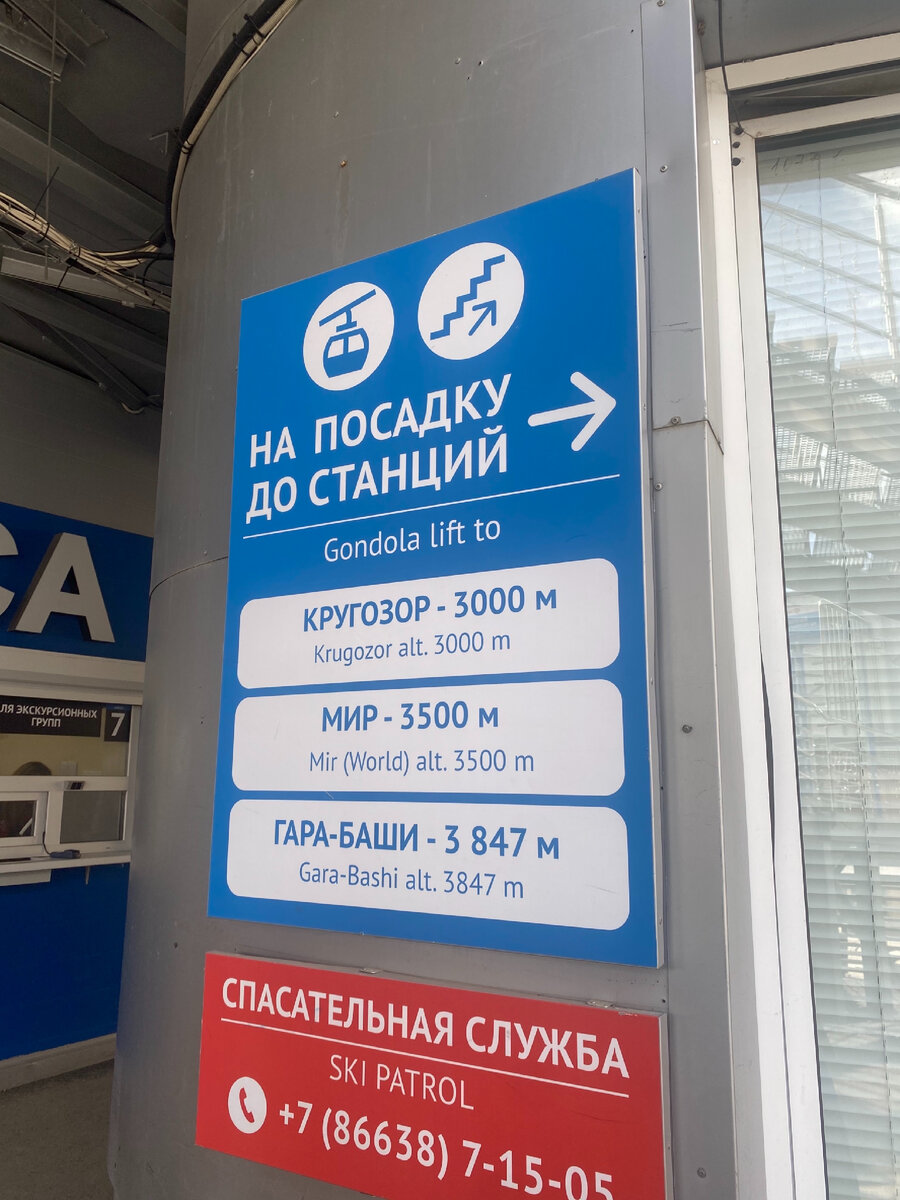 НА ПОСАДКУ
ДО СТАНЦИЙ
Gondola lift to
КРУГОЗОР - 3000 м
Krugozor alt. 3000 m
МИР - 3500 м
Mir (World) alt. 3500 m
ГАРА-БАШИ - 3 847 м
Gara-Bashi alt. 3847 m
СПАСАТЕЛЬНАЯ СЛУЖБА
SKI PATROL
+7 (86638) 7-15-05
СА
ЛЯ ЭКСКУРСИОННЫХ
ГРУПП
7